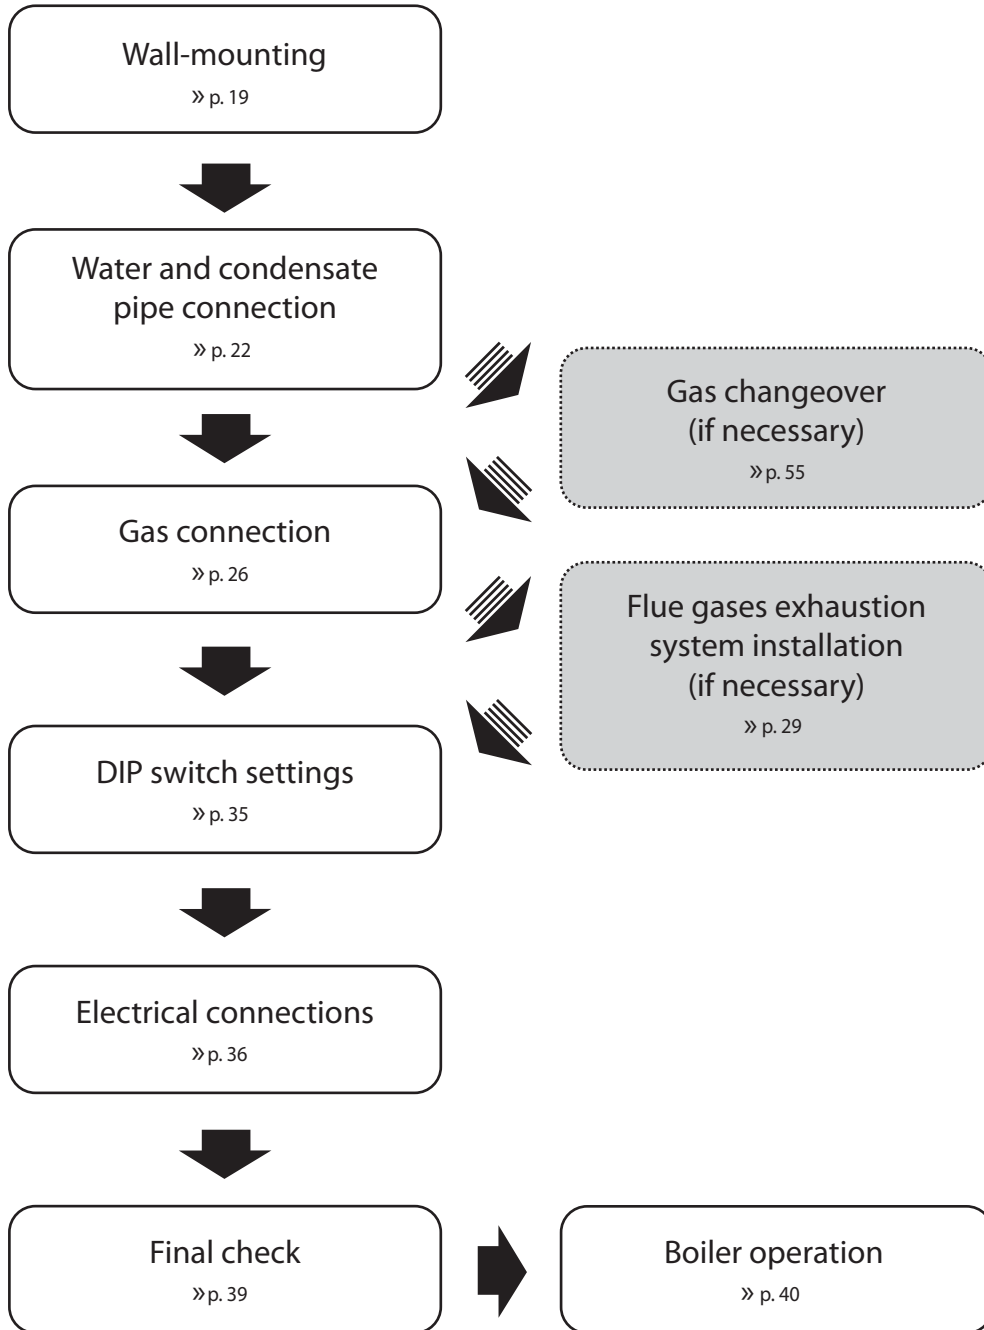 Wall-mounting
» p. 19
Water and condensate
pipe connection
» p. 22
Gas changeover
(if necessary)
» p. 55
Gas connection
» p. 26
Flue gases exhaustion
system installation
(if necessary)
» p. 29
DIP switch settings
» p. 35
Electrical connections
» p. 36
Final check
» p. 39
Boiler operation
» p. 40